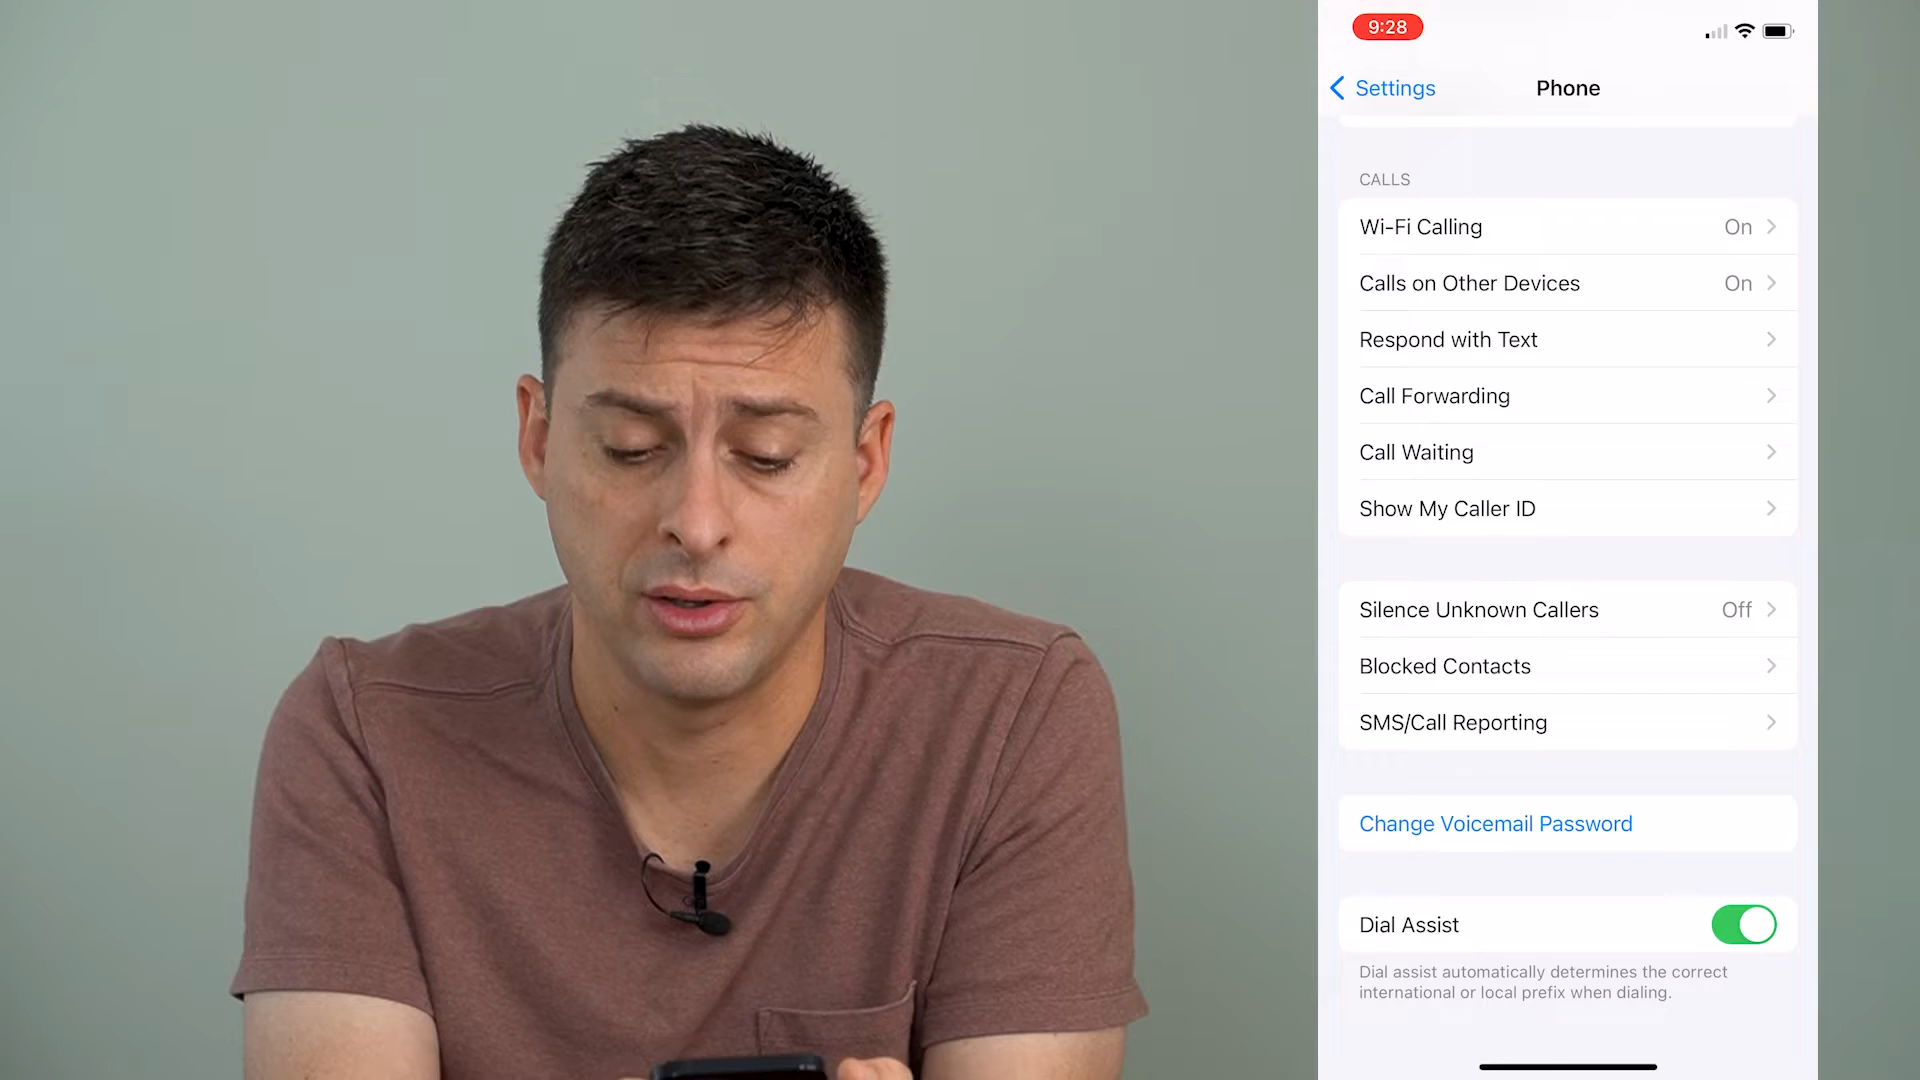 9:28
Settings
Phone
CALLS
Wi-Fi Calling On
Calls on Other Devices On
Respond with Text
Call Forwarding
Call Waiting
Show My Caller ID
Silence Unknown Callers Off
Blocked Contacts
SMS/Call Reporting
Change Voicemail Password
Dial Assist
Dial assist automatically determines the correct
international or local prefix when dialing.